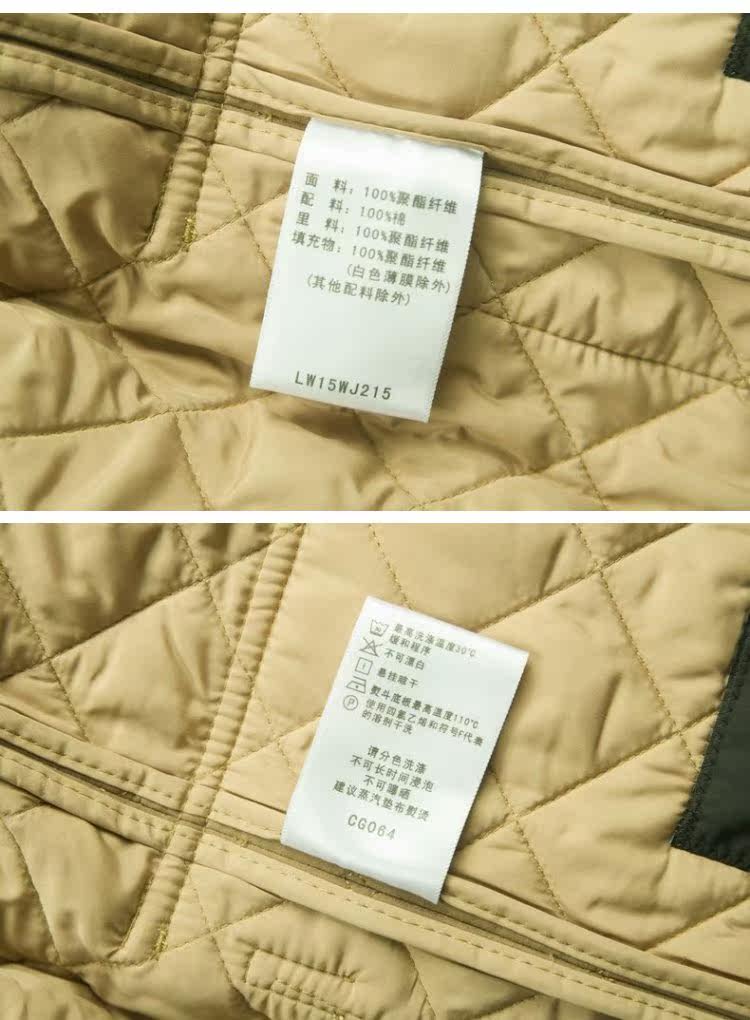 面 料：100%聚酯纤维
配 料：100%棉
里 料：100%聚酯纤维
填充物：100%聚酯纤维
(白色薄膜除外)
(其他配料除外)
LW15WJ215
最高洗涤温度30℃
缓和程序
不可漂白
悬挂晾干
熨斗底板最高温度110℃
使用四氯乙烯和符号F代表
的溶剂干洗
请分色洗涤
不可长时间浸泡
不可曝晒
建议蒸汽垫布熨烫
CG064